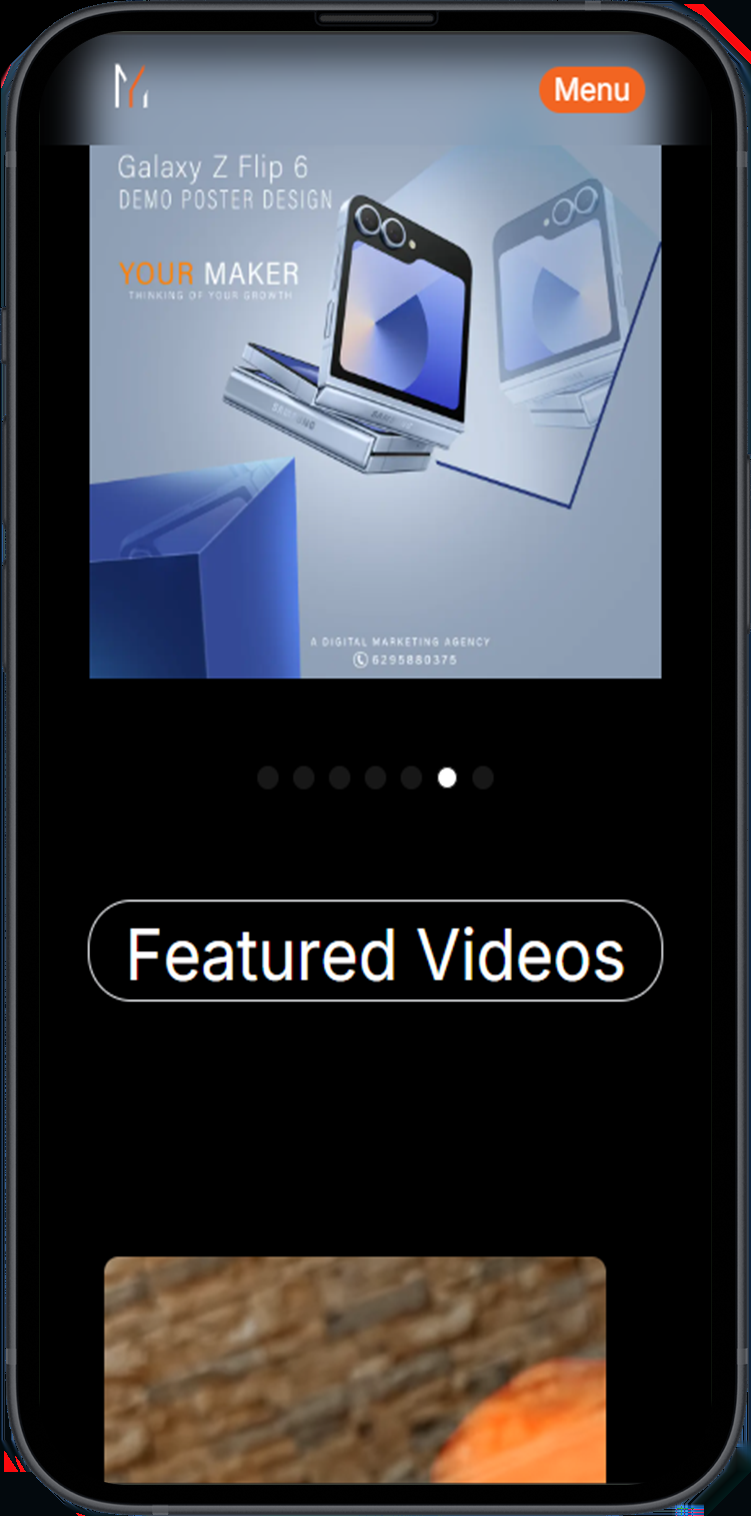 Menu
Galaxy Z Flip 6
DEMO POSTER DESIGN
YOUR MAKER
THINKING OF YOUR GROWTH
SAMSUNG
A DIGITAL MARKETING AGENCY
6295880375
Featured Videos